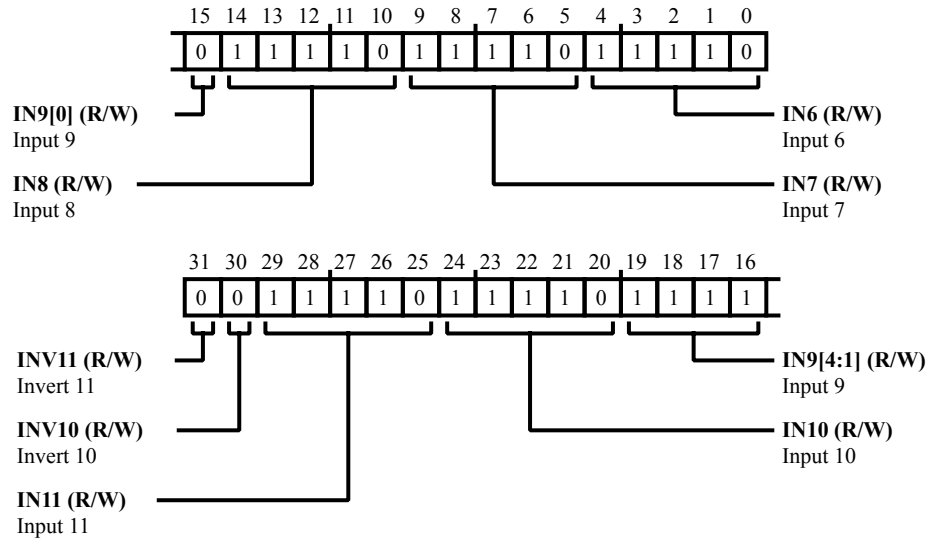 15 14 13 12 11 10 9 8 7 6 5 4 3 2 1 0
0 1 1 1 1 0 1 1 1 1 0 1 1 1 1 0
IN9[0] (R/W)
Input 9
IN6 (R/W)
Input 6
IN8 (R/W)
Input 8
IN7 (R/W)
Input 7
31 30 29 28 27 26 25 24 23 22 21 20 19 18 17 16
0 0 1 1 1 1 0 1 1 1 1 0 1 1 1 1
INV11 (R/W)
Invert 11
IN9[4:1] (R/W)
Input 9
INV10 (R/W)
Invert 10
IN10 (R/W)
Input 10
IN11 (R/W)
Input 11